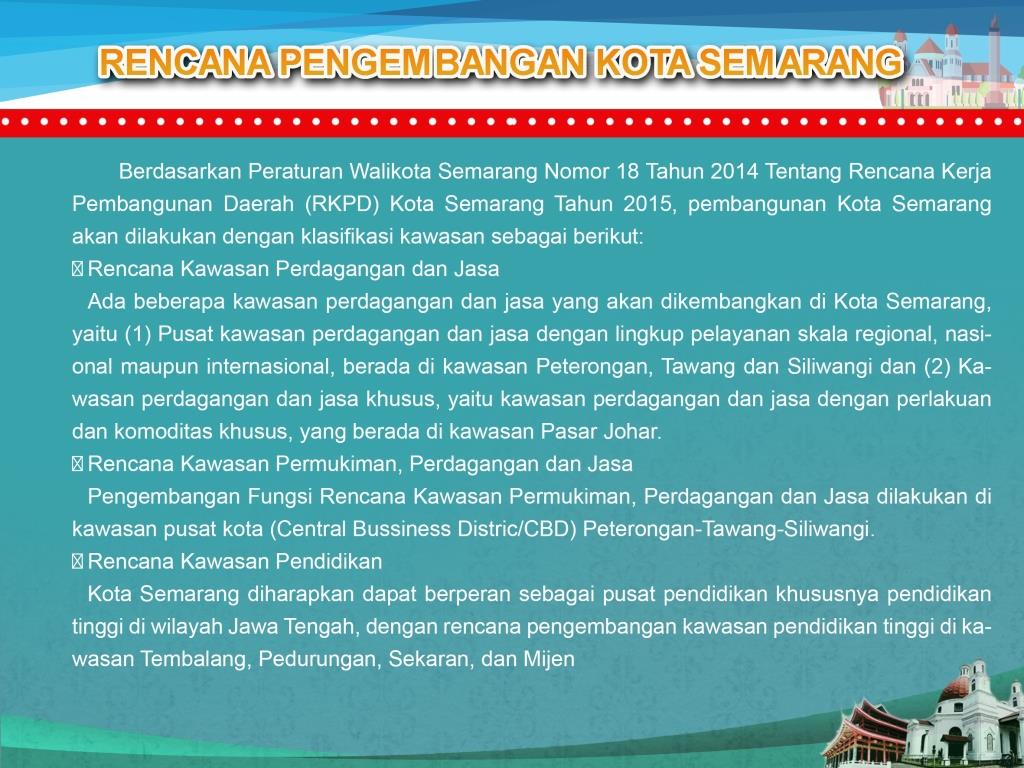 RENCANA PENGEMBANGAN KOTA SEMARANG
Berdasarkan Peraturan Walikota Semarang Nomor 18 Tahun 2014 Tentang Rencana Kerja
Pembangunan Daerah (RKPD) Kota Semarang Tahun 2015, pembangunan Kota Semarang
akan dilakukan dengan klasifikasi kawasan sebagai berikut:
Rencana Kawasan Perdagangan dan Jasa
Ada beberapa kawasan perdagangan dan jasa yang akan dikembangkan di Kota Semarang,
yaitu (1) Pusat kawasan perdagangan dan jasa dengan lingkup pelayanan skala regional, nasi-
onal maupun internasional, berada di kawasan Peterongan, Tawang dan Siliwangi dan (2) Ka-
wasan perdagangan dan jasa khusus, yaitu kawasan perdagangan dan jasa dengan perlakuan
dan komoditas khusus, yang berada di kawasan Pasar Johar.
Rencana Kawasan Permukiman, Perdagangan dan Jasa
Pengembangan Fungsi Rencana Kawasan Permukiman, Perdagangan dan Jasa dilakukan di
kawasan pusat kota (Central Bussiness Distric/CBD) Peterongan-Tawang-Siliwangi.
Rencana Kawasan Pendidikan
Kota Semarang diharapkan dapat berperan sebagai pusat pendidikan khususnya pendidikan
tinggi di wilayah Jawa Tengah, dengan rencana pengembangan kawasan pendidikan tinggi di ka-
wasan Tembalang, Pedurungan, Sekaran, dan Mijen